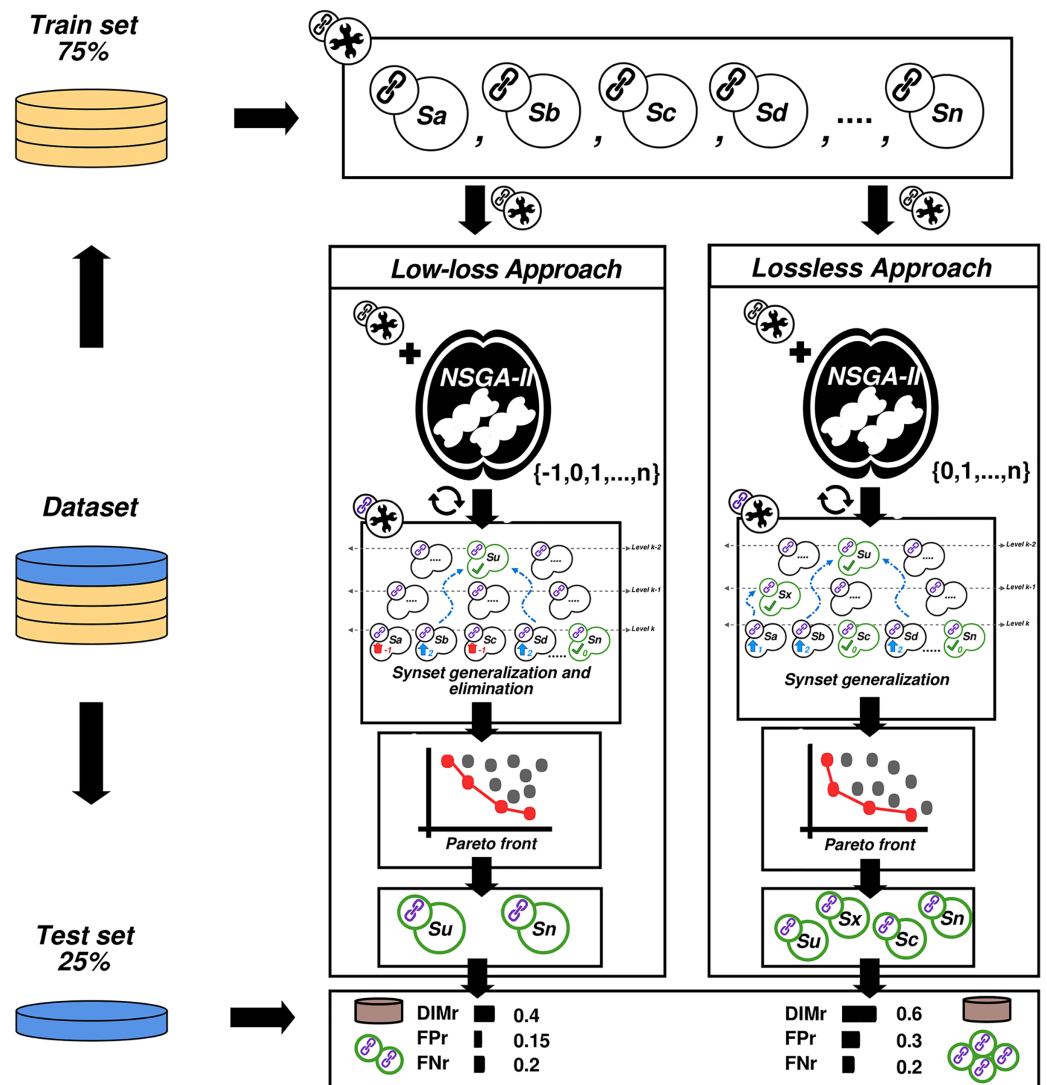 Train set
75%
Sa , Sb , Sc , Sd , .... , Sn
Dataset
Test set
25%
Low-loss Approach
NSGA-II
{-1,0,1,...,n}
Level k-2
.... Su ....
Level k-1
.... ....
Level k
Sa Sb Sc Sd Sn
-1 2 -1 2 ..... 0
Synset generalization and
elimination
Pareto front
Su Sn
Lossless Approach
NSGA-II
{0,1,...,n}
Level k-2
.... Su ....
Level k-1
Sx .... ....
Level k
Sa Sb Sc Sd Sn
1 2 0 2 ..... 0
Synset generalization
Pareto front
Su Sx Sc Sn
DIMr 0.4
FPr 0.15
FNr 0.2
DIMr 0.6
FPr 0.3
FNr 0.2